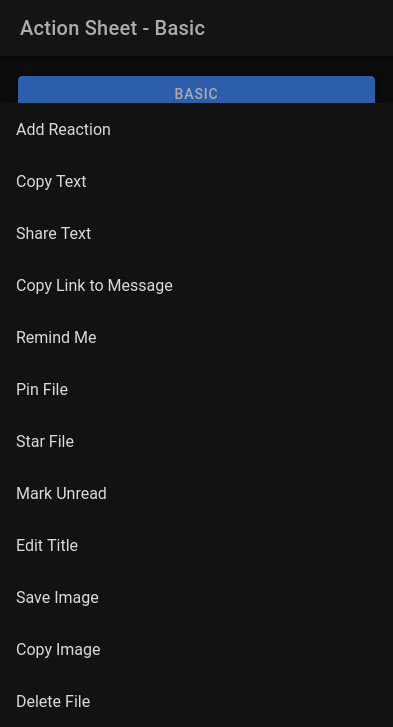 Action Sheet - Basic
BASIC
Add Reaction
Copy Text
Share Text
Copy Link to Message
Remind Me
Pin File
Star File
Mark Unread
Edit Title
Save Image
Copy Image
Delete File